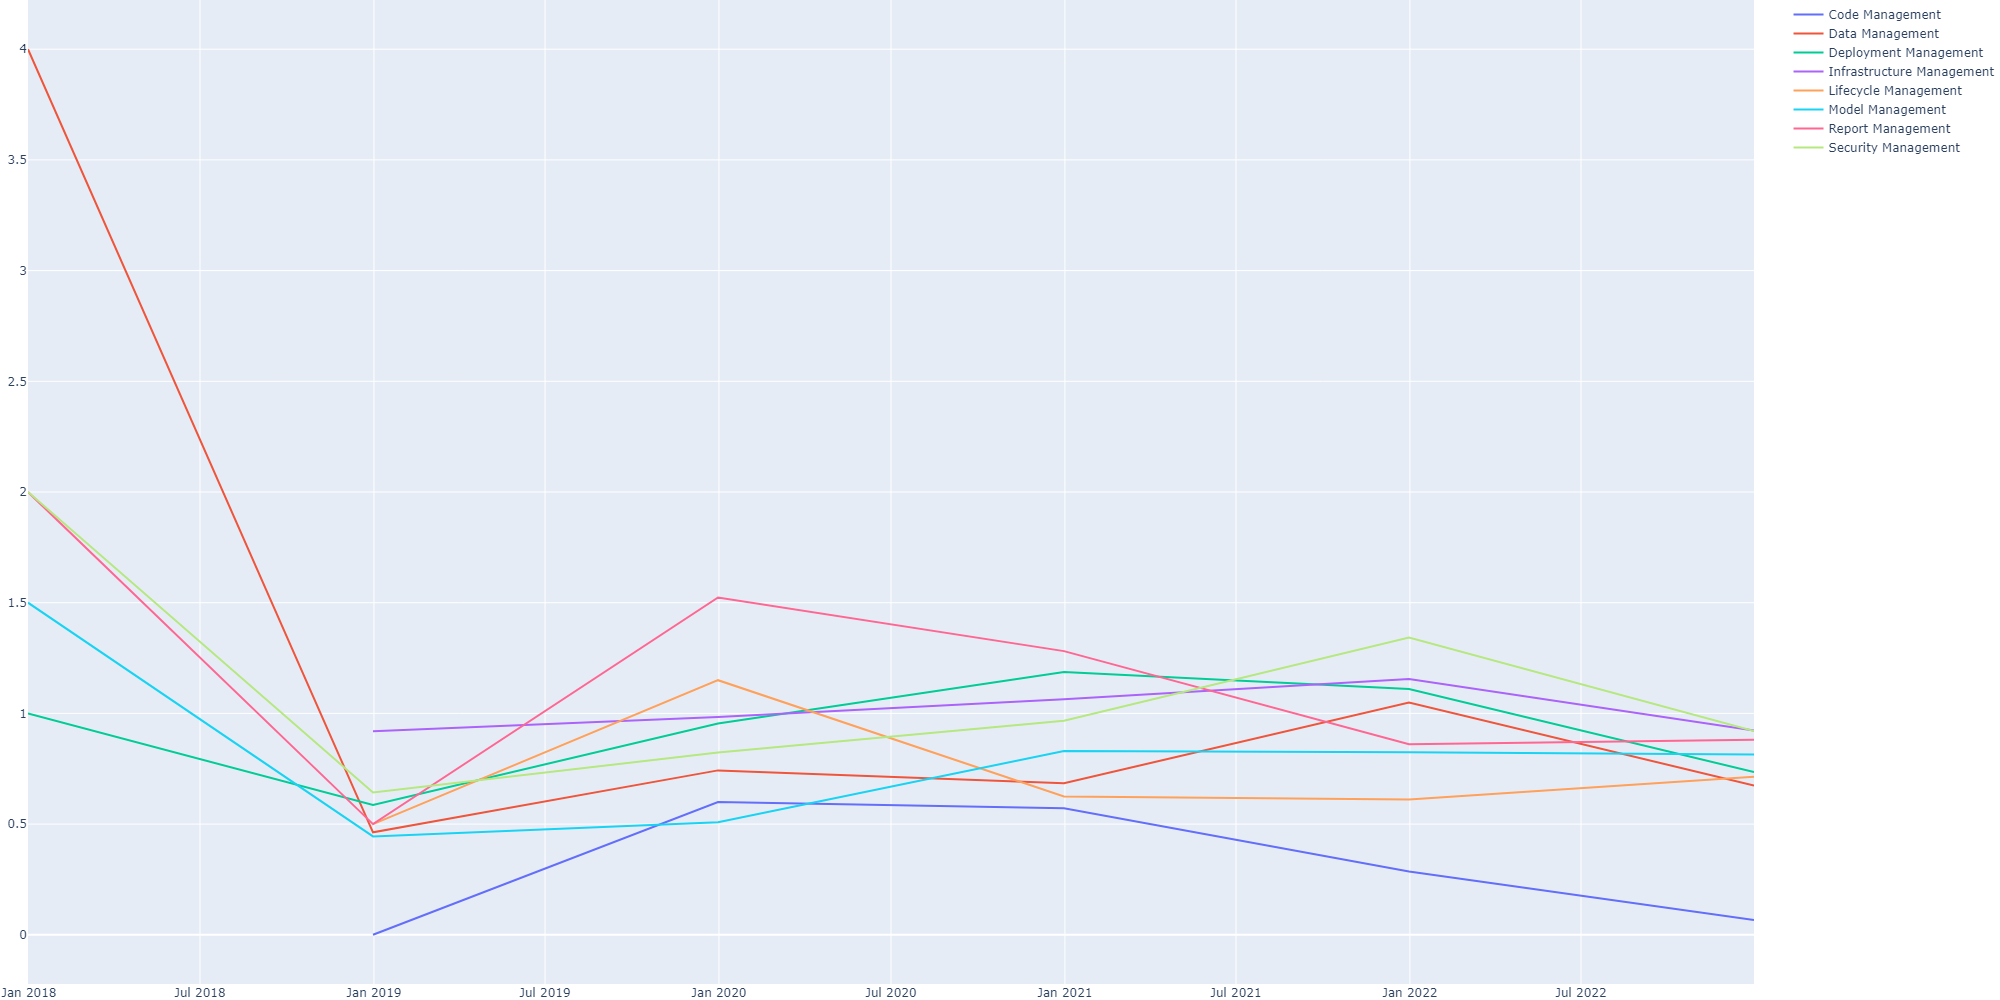 Code Management
Data Management
Deployment Management
Infrastructure Management
Lifecycle Management
Model Management
Report Management
Security Management
4
3.5
3
2.5
2
1.5
1
0.5
0
Jan 2018 Jul 2018 Jan 2019 Jul 2019 Jan 2020 Jul 2020 Jan 2021 Jul 2021 Jan 2022 Jul 2022